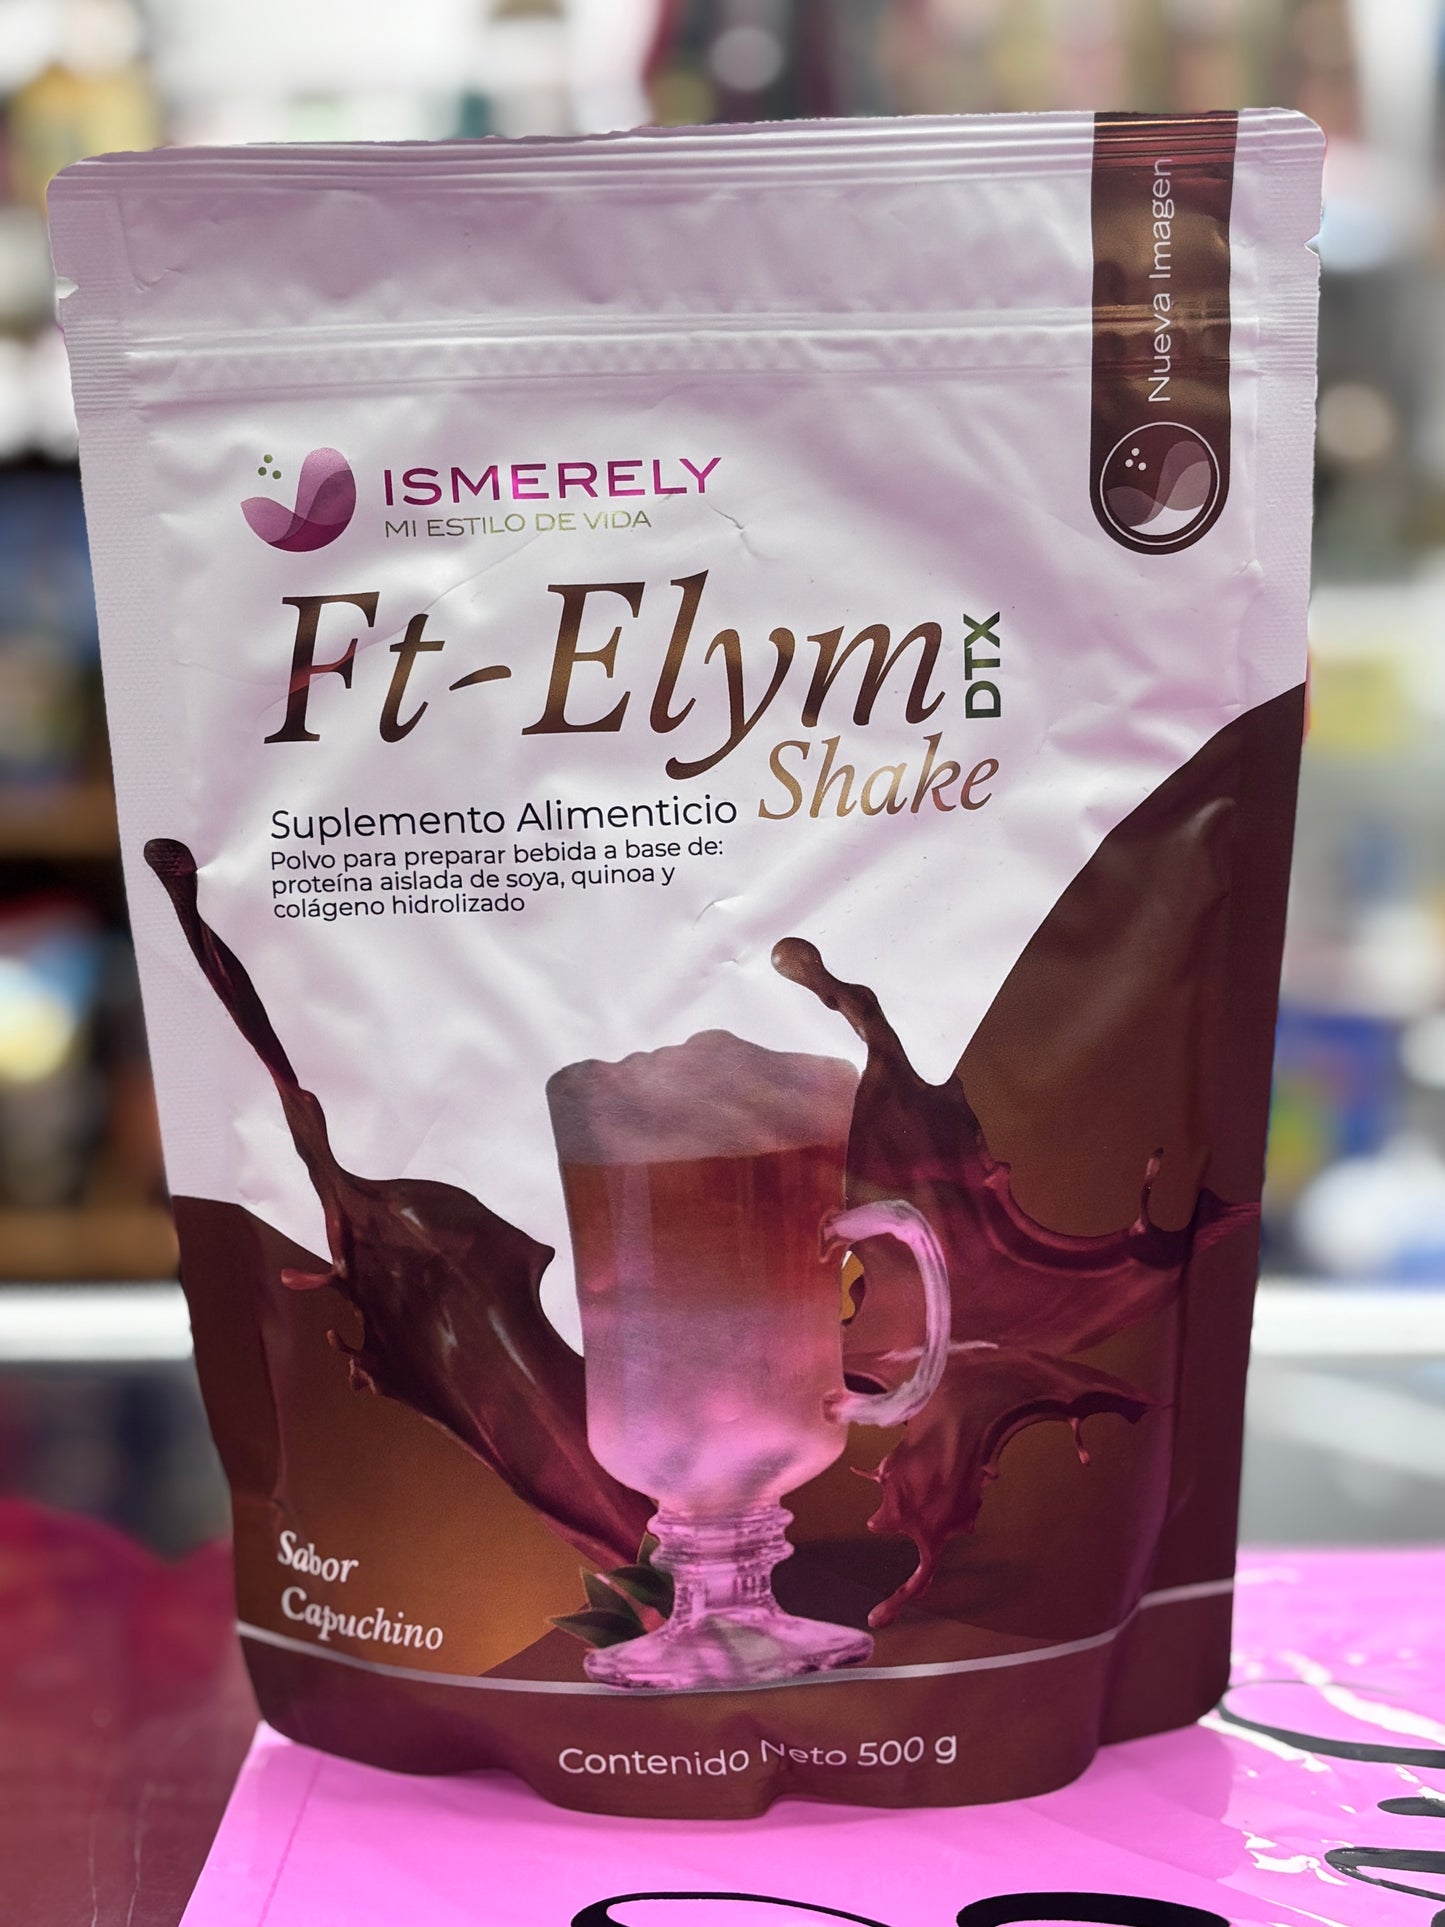 Nueva Imagen
ISMERELY
MI ESTILO DE VIDA
Ft-Elym DTX
Shake
Suplemento Alimenticio
Polvo para preparar bebida a base de:
proteína aislada de soya, quinoa y
colágeno hidrolizado
Sabor
Capuchino
Contenido Neto 500 g